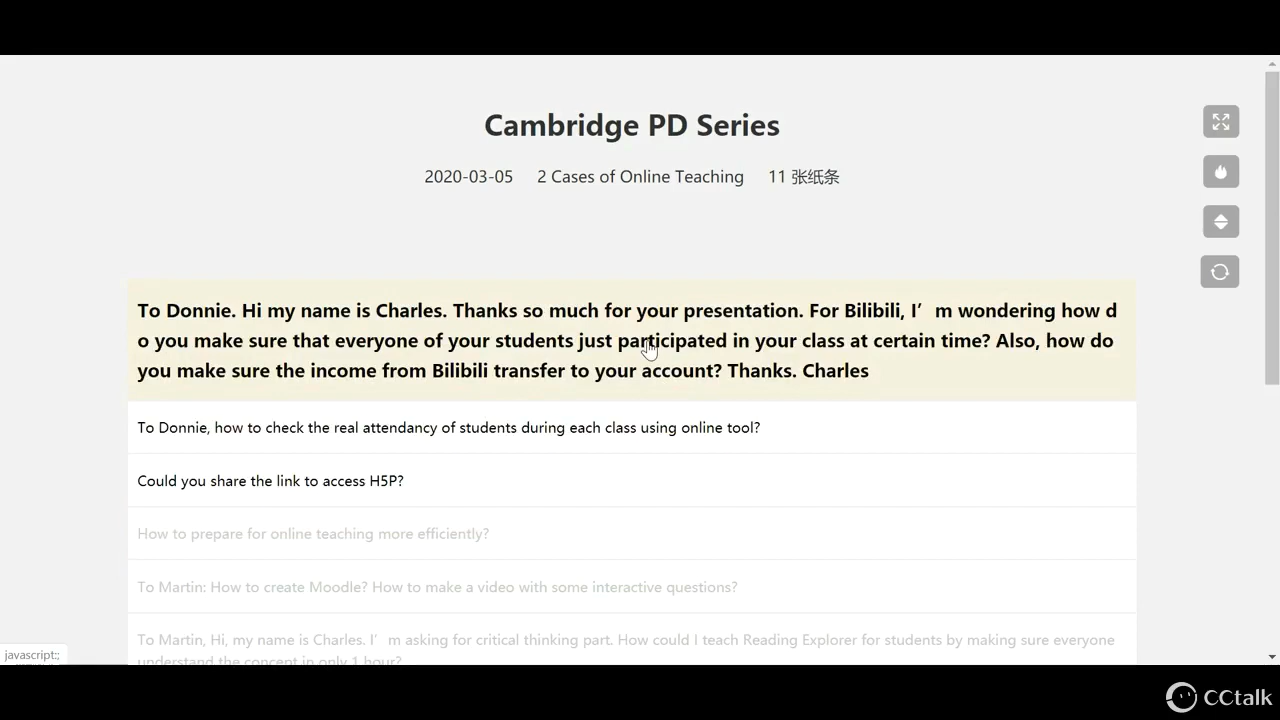 Cambridge PD Series
2020-03-05 2 Cases of Online Teaching 11 张纸条
To Donnie. Hi my name is Charles. Thanks so much for your presentation. For Bilibili, I’m wondering how d
o you make sure that everyone of your students just participated in your class at certain time? Also, how do
you make sure the income from Bilibili transfer to your account? Thanks. Charles
To Donnie, how to check the real attendancy of students during each class using online tool?
Could you share the link to access H5P?
How to prepare for online teaching more efficiently?
To Martin: How to create Moodle? How to make a video with some interactive questions?
To Martin, Hi, my name is Charles. I’m asking for critical thinking part. How could I teach Reading Explorer for students by making sure everyone
understand the concept in only 1 hour?
javascript:;
CCtalk